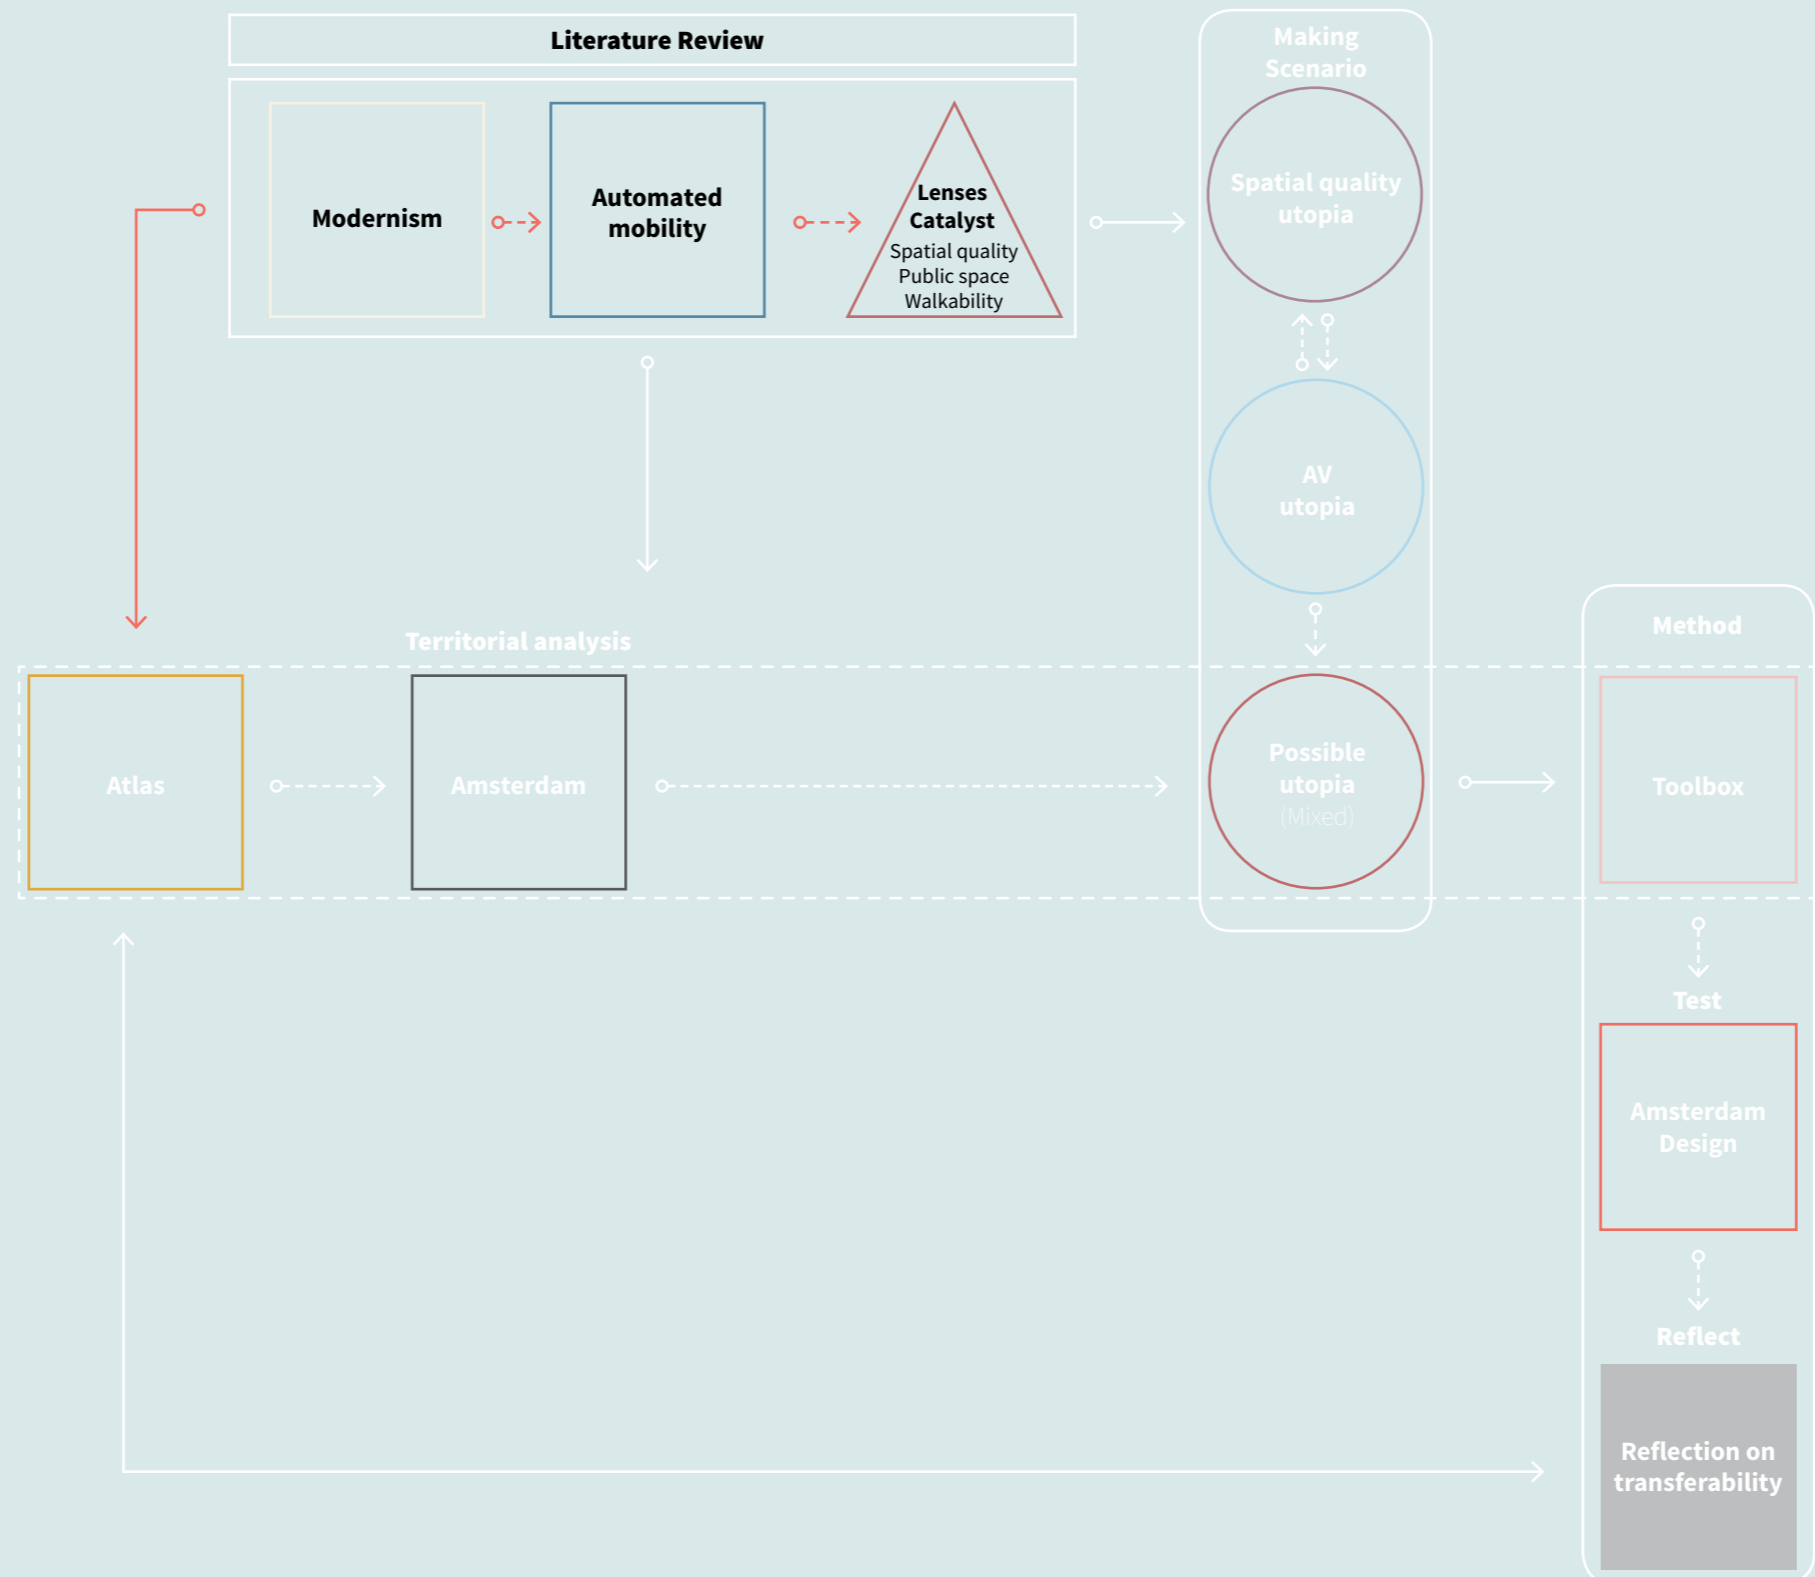 Literature Review
Modernism
Automated
mobility
Lenses
Catalyst
Spatial quality
Public space
Walkability
Making
Scenario
Spatial quality
utopia
AV
utopia
Territorial analysis
Atlas
Amsterdam
Possible
utopia
(Mixed)
Method
Toolbox
Test
Amsterdam
Design
Reflect
Reflection on
transferability